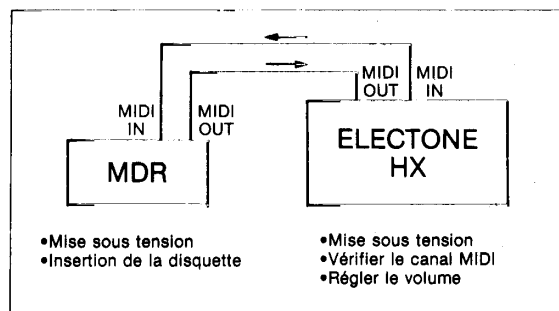 MIDI MIDI
OUT IN
MIDI MIDI
IN OUT
MDR
ELECTONE
HX
•Mise sous tension
•Insertion de la disquette
•Mise sous tension
•Vérifier le canal MIDI
•Régler le volume